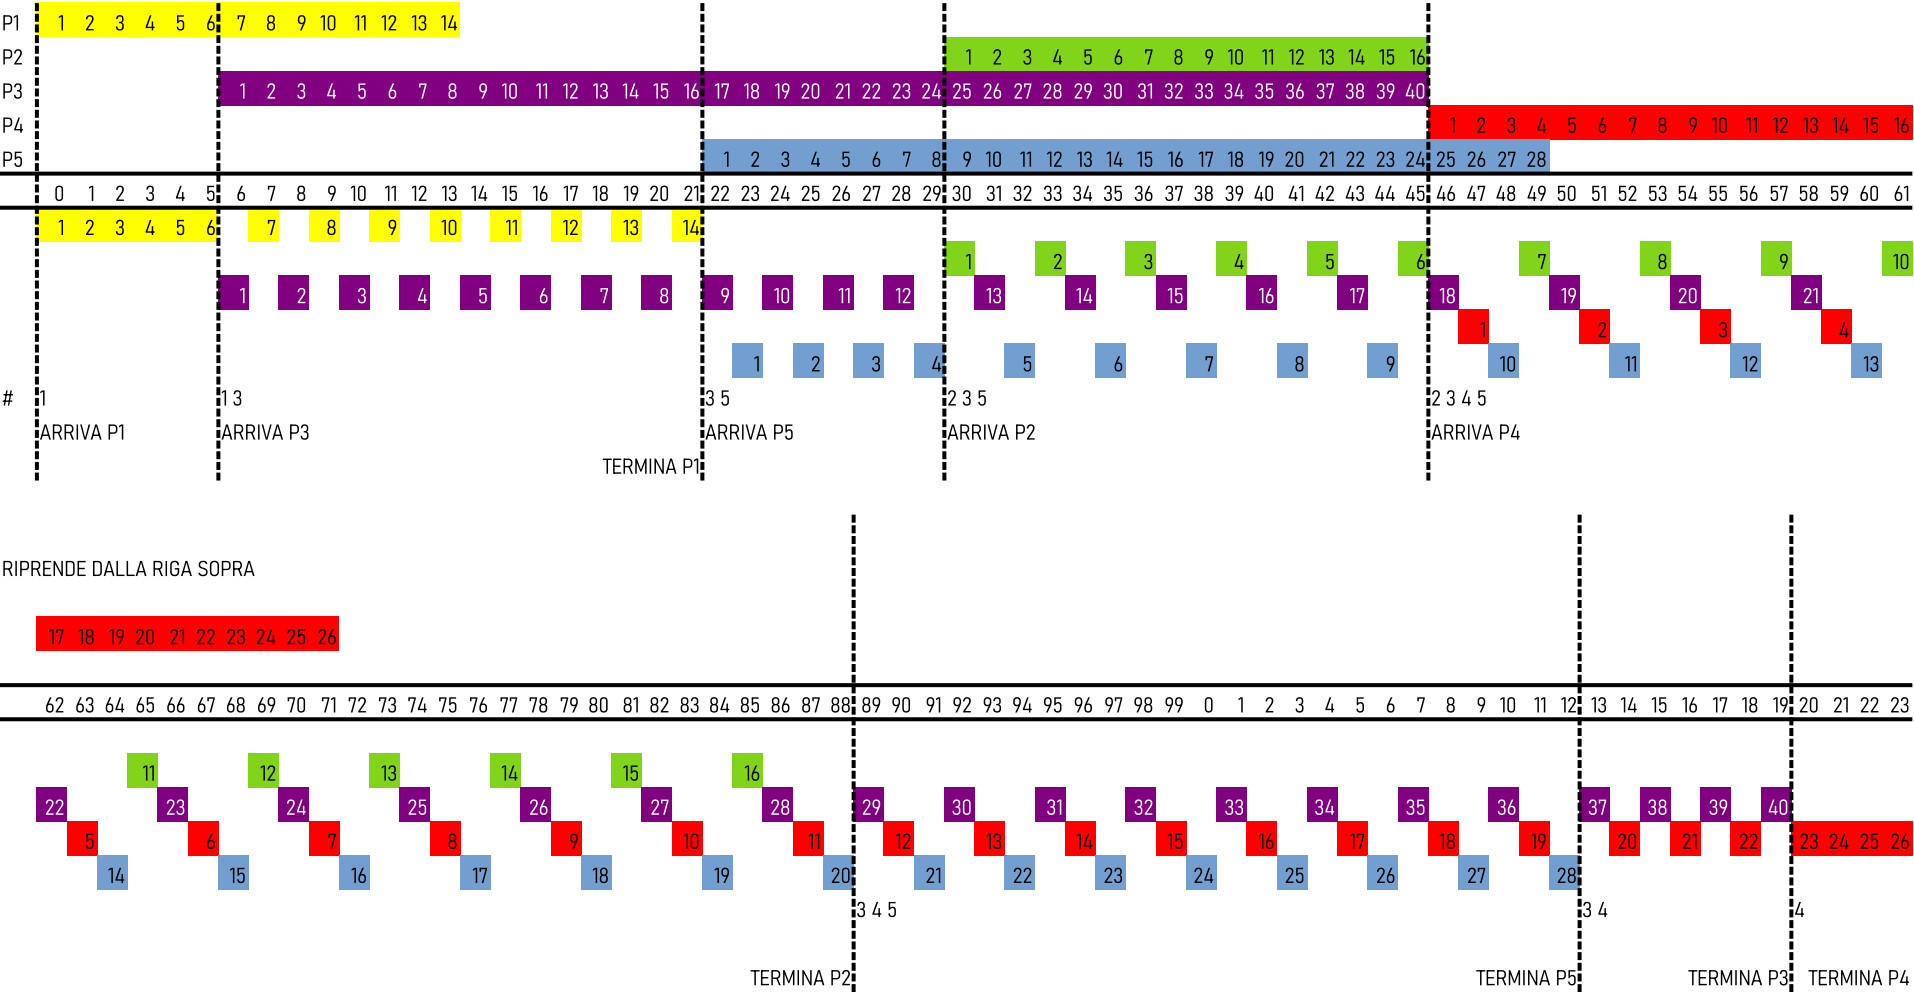 P1 1 2 3 4 5 6 7 8 9 10 11 12 13 14
P2 1 2 3 4 5 6 7 8 9 10 11 12 13 14 15 16
P3 1 2 3 4 5 6 7 8 9 10 11 12 13 14 15 16 17 18 19 20 21 22 23 24 25 26 27 28 29 30 31 32 33 34 35 36 37 38 39 40
P4 1 2 3 4 5 6 7 8 9 10 11 12 13 14 15 16
P5 1 2 3 4 5 6 7 8 9 10 11 12 13 14 15 16 17 18 19 20 21 22 23 24 25 26 27 28
0 1 2 3 4 5 6 7 8 9 10 11 12 13 14 15 16 17 18 19 20 21 22 23 24 25 26 27 28 29 30 31 32 33 34 35 36 37 38 39 40 41 42 43 44 45 46 47 48 49 50 51 52 53 54 55 56 57 58 59 60 61
1 2 3 4 5 6 7 8 9 10 11 12 13 14
1 2 3 4 5 6 7 8 9 10
1 2 3 4 5 6 7 8 9 10 11 12 13 14 15 16 17 18 19 20 21
1 2 3 4
1 2 3 4 5 6 7 8 9 10 11 12 13
# 1 1 3 3 5 2 3 5 2 3 4 5
ARRIVA P1 ARRIVA P3 ARRIVA P5 ARRIVA P2 ARRIVA P4
TERMINA P1
RIPRENDE DALLA RIGA SOPRA
17 18 19 20 21 22 23 24 25 26
62 63 64 65 66 67 68 69 70 71 72 73 74 75 76 77 78 79 80 81 82 83 84 85 86 87 88 89 90 91 92 93 94 95 96 97 98 99 0 1 2 3 4 5 6 7 8 9 10 11 12 13 14 15 16 17 18 19 20 21 22 23
11 12 13 14 15 16
22 23 24 25 26 27 28 29 30 31 32 33 34 35 36 37 38 39 40
5 6 7 8 9 10 11 12 13 14 15 16 17 18 19 20 21 22 23 24 25 26
14 15 16 17 18 19 20 21 22 23 24 25 26 27 28
3 4 5 3 4 4
TERMINA P2 TERMINA P5 TERMINA P3 TERMINA P4